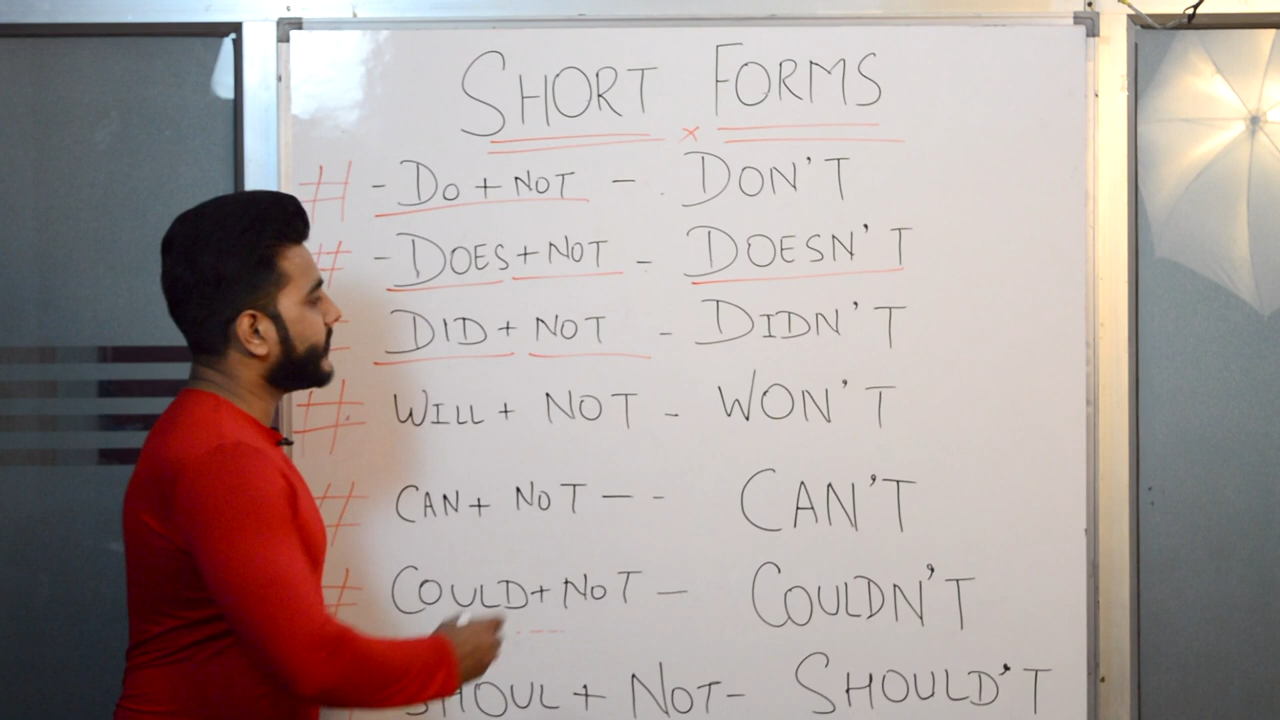 SHORT FORMS
# - DO + NOT - . DON'T
# - DOES + NOT - DOESN'T
DID + NOT - DIDN'T
# WILL + NOT - WON'T
# CAN + NOT - - CAN'T
# COULD + NOT - COULDN'T
SHOUL + NOT - SHOULD'T